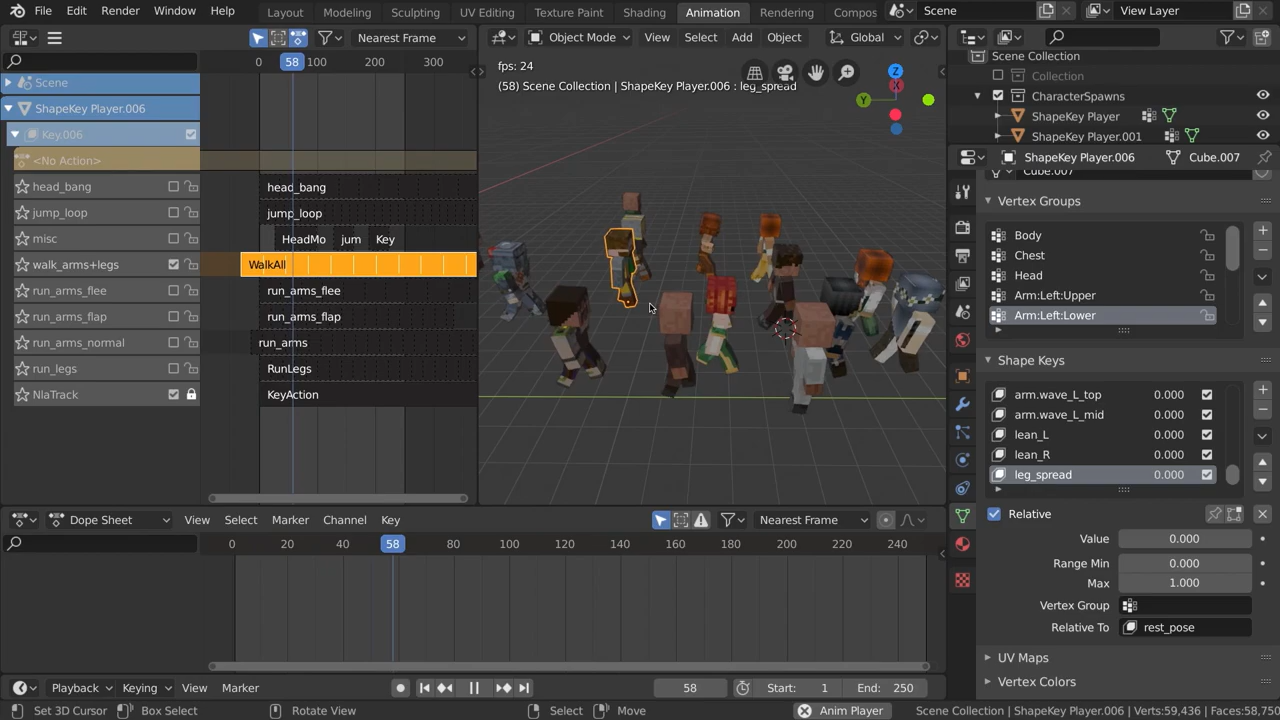 File Edit Render Window Help Layout Modeling Sculpting UV Editing Texture Paint Shading Animation Rendering Compos Scene View Layer
Nearest Frame
Object Mode View Select Add Object Global
0 58 100 200 300
Scene
ShapeKey Player.006
Key.006
<No Action>
head_bang head_bang
jump_loop jump_loop
misc HeadMo jum Key
walk_arms+legs WalkAll
run_arms_flee run_arms_flee
run_arms_flap run_arms_flap
run_arms_normal run_arms
run_legs RunLegs
NlaTrack KeyAction
fps: 24
(58) Scene Collection | ShapeKey Player.006 : leg_spread
Z
Y
Scene Collection
Collection
CharacterSpawns
ShapeKey Player
ShapeKey Player.001
ShapeKey Player.006 Cube.007
Cube.007
Vertex Groups
Body
Chest
Head
Arm:Left:Upper
Arm:Left:Lower
Shape Keys
arm.wave_L_top 0.000
arm.wave_L_mid 0.000
lean_L 0.000
lean_R 0.000
leg_spread 0.000
Relative
Value 0.000
Range Min 0.000
Max 1.000
Vertex Group
Relative To rest_pose
UV Maps
Vertex Colors
Dope Sheet View Select Marker Channel Key Nearest Frame
0 20 40 58 80 100 120 140 160 180 200 220 240
Playback Keying View Marker 58 Start: 1 End: 250
Set 3D Cursor Box Select Rotate View Select Move Anim Player Scene Collection | ShapeKey Player.006 | Verts:59,436 | Faces:58,750